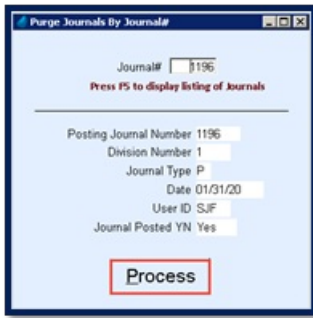 Purge Journals By Journal#
Journal# 1196
Press F5 to display listing of Journals
Posting Journal Number 1196
Division Number 1
Journal Type P
Date 01/31/20
User ID SJF
Journal Posted YN Yes
Process